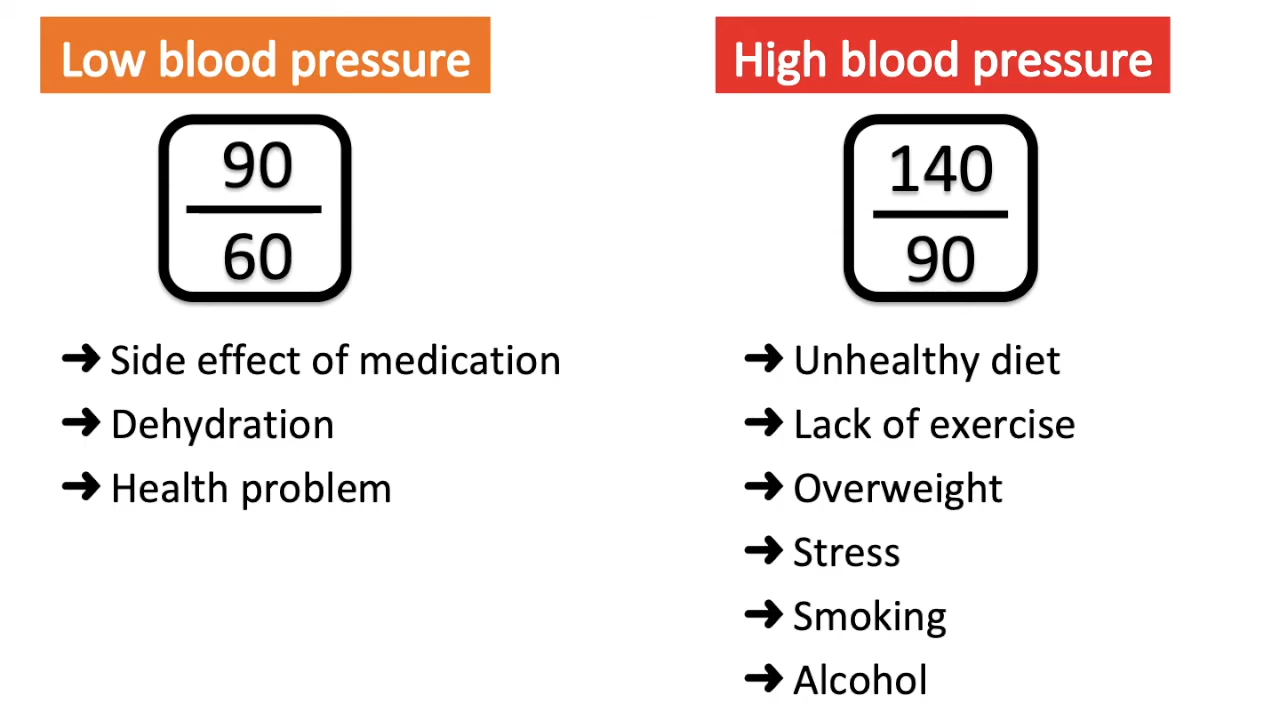 Low blood pressure
90
60
➜ Side effect of medication
➜ Dehydration
➜ Health problem
High blood pressure
140
90
➜ Unhealthy diet
➜ Lack of exercise
➜ Overweight
➜ Stress
➜ Smoking
➜ Alcohol